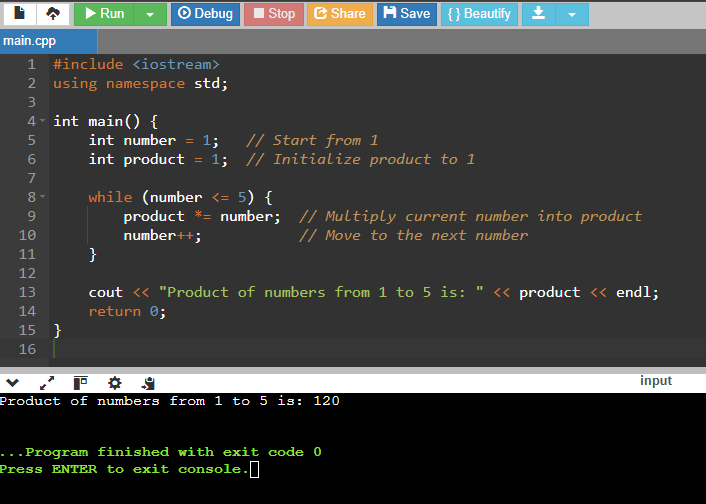 Run Debug Stop Share Save { } Beautify
main.cpp
1 #include <iostream>
2 using namespace std;
3
4 int main() {
5     int number = 1;   // Start from 1
6     int product = 1;  // Initialize product to 1
7
8     while (number <= 5) {
9         product *= number;  // Multiply current number into product
10         number++;           // Move to the next number
11     }
12
13     cout << "Product of numbers from 1 to 5 is: " << product << endl;
14     return 0;
15 }
16
input
Product of numbers from 1 to 5 is: 120
...Program finished with exit code 0
Press ENTER to exit console.